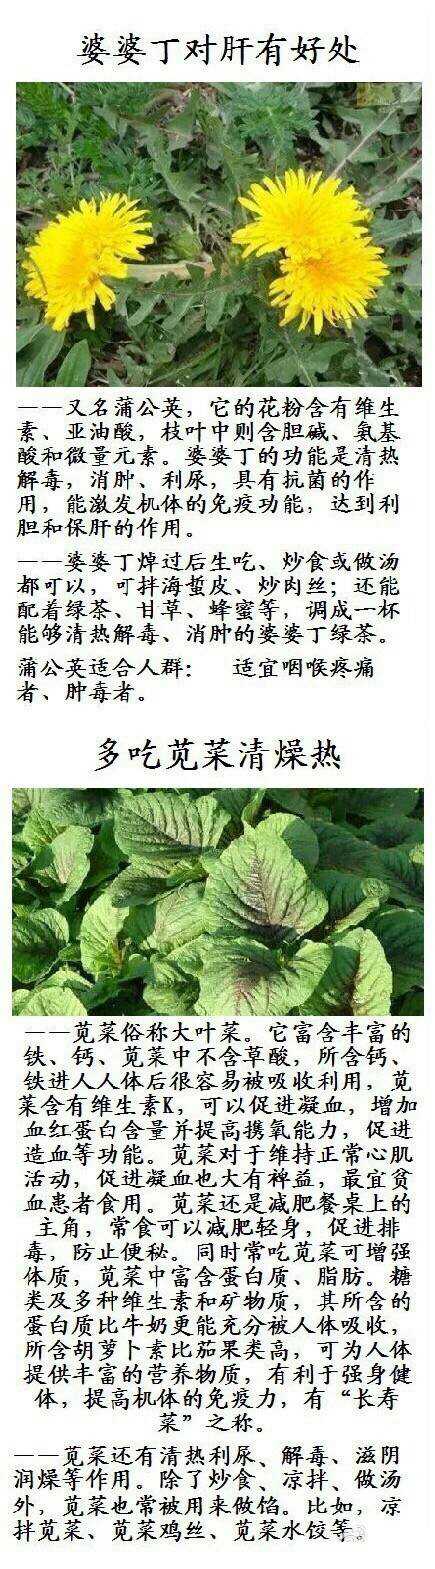 婆婆丁对肝有好处
——又名蒲公英，它的花粉含有维生
素、亚油酸，枝叶中则含胆碱、氨基
酸和微量元素。婆婆丁的功能是清热
解毒，消肿、利尿，具有抗菌的作
用，能激发机体的免疫功能，达到利
胆和保肝的作用。
——婆婆丁焯过后生吃、炒食或做汤
都可以，可拌海蜇皮、炒肉丝；还能
配着绿茶、甘草、蜂蜜等，调成一杯
能够清热解毒、消肿的婆婆丁绿茶。
蒲公英适合人群： 适宜咽喉疼痛
者、肿毒者。
多吃苋菜清燥热
——苋菜俗称大叶菜。它富含丰富的
铁、钙、苋菜中不含草酸，所含钙、
铁进人人体后很容易被吸收利用，苋
菜含有维生素K，可以促进凝血，增加
血红蛋白含量并提高携氧能力，促进
造血等功能。苋菜对于维持正常心肌
活动，促进凝血也大有裨益，最宜贫
血患者食用。苋菜还是减肥餐桌上的
主角，常食可以减肥轻身，促进排
毒，防止便秘。同时常吃苋菜可增强
体质，苋菜中富含蛋白质、脂肪。糖
类及多种维生素和矿物质，其所含的
蛋白质比牛奶更能充分被人体吸收，
所含胡萝卜素比茄果类高，可为人体
提供丰富的营养物质，有利于强身健
体，提高机体的免疫力，有“长寿
菜”之称。
——苋菜还有清热利尿、解毒、滋阴
润燥等作用。除了炒食、凉拌、做汤
外，苋菜也常被用来做馅。比如，凉
拌苋菜、苋菜鸡丝、苋菜水饺等。